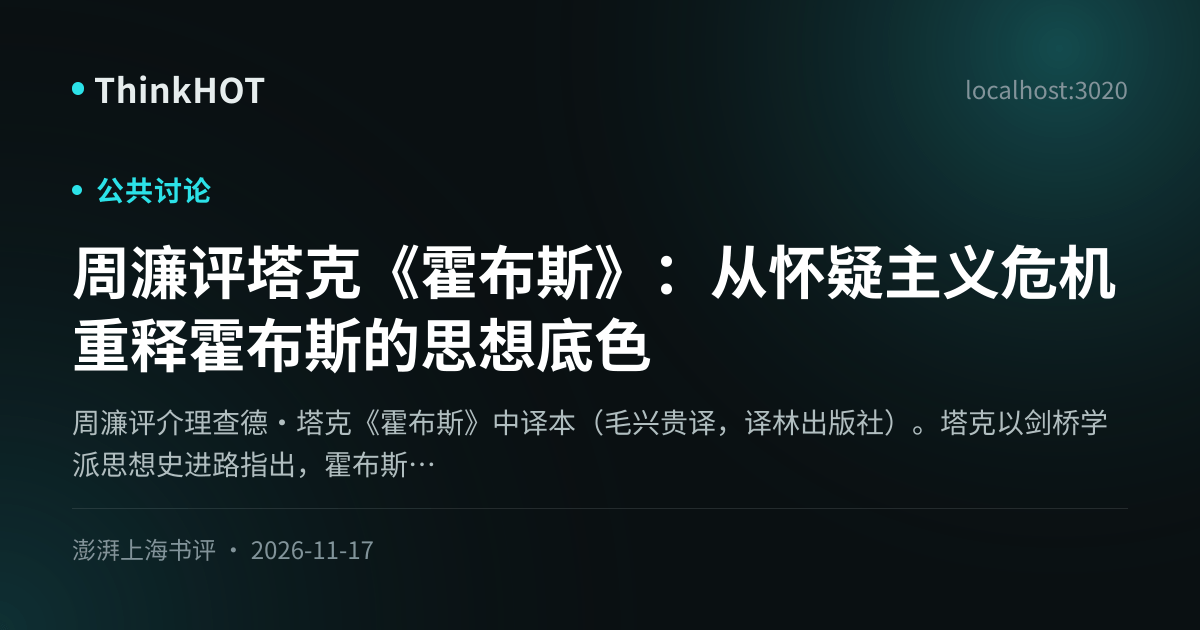 ThinkHOT
localhost:3020
公共讨论
周濂评塔克《霍布斯》：从怀疑主义危机
重释霍布斯的思想底色
周濂评介理查德·塔克《霍布斯》中译本（毛兴贵译，译林出版社）。塔克以剑桥学
派思想史进路指出，霍布斯…
澎湃上海书评 · 2026-11-17